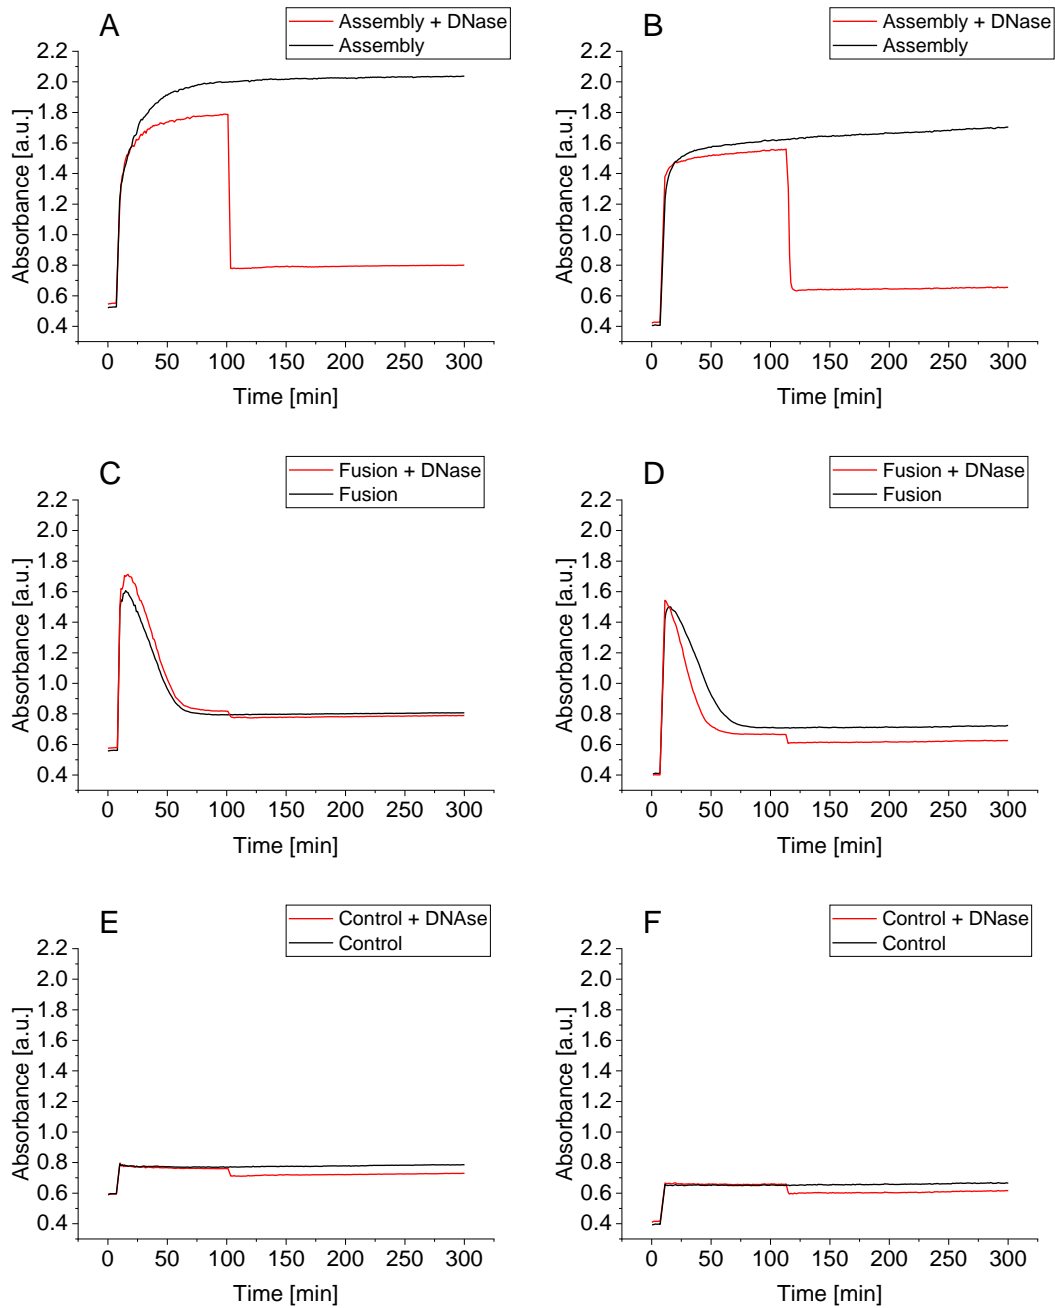 A
Assembly + DNase
Assembly
2.2
2.0
1.8
1.6
1.4
1.2
1.0
0.8
0.6
0.4
Absorbance [a.u.]
0 50 100 150 200 250 300
Time [min]
B
Assembly + DNase
Assembly
2.2
2.0
1.8
1.6
1.4
1.2
1.0
0.8
0.6
0.4
Absorbance [a.u.]
0 50 100 150 200 250 300
Time [min]
C
Fusion + DNase
Fusion
2.2
2.0
1.8
1.6
1.4
1.2
1.0
0.8
0.6
0.4
Absorbance [a.u.]
0 50 100 150 200 250 300
Time [min]
D
Fusion + DNase
Fusion
2.2
2.0
1.8
1.6
1.4
1.2
1.0
0.8
0.6
0.4
Absorbance [a.u.]
0 50 100 150 200 250 300
Time [min]
E
Control + DNAse
Control
2.2
2.0
1.8
1.6
1.4
1.2
1.0
0.8
0.6
0.4
Absorbance [a.u.]
0 50 100 150 200 250 300
Time [min]
F
Control + DNase
Control
2.2
2.0
1.8
1.6
1.4
1.2
1.0
0.8
0.6
0.4
Absorbance [a.u.]
0 50 100 150 200 250 300
Time [min]